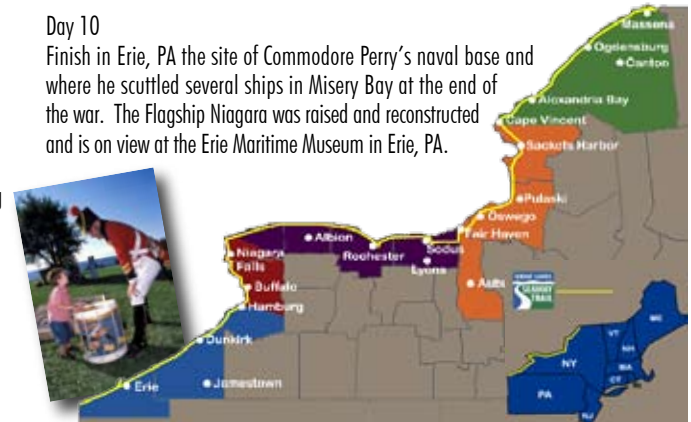 Day 10
Finish in Erie, PA the site of Commodore Perry's naval base and
where he scuttled several ships in Misery Bay at the end of
the war. The Flagship Niagara was raised and reconstructed
and is on view at the Erie Maritime Museum in Erie, PA.
Massena
Ogdensburg
Canton
Alexandria Bay
Cape Vincent
Sackets Harbor
Pulaski
Oswego
Fair Haven
Albion
Rochester
Sodus
Lyons
Niagara
Falls
Buffalo
Hamburg
Dunkirk
Erie
Jamestown
SEAWAY
TRAIL
ME
VT
NH
NY
MA
CT
PA
NJ